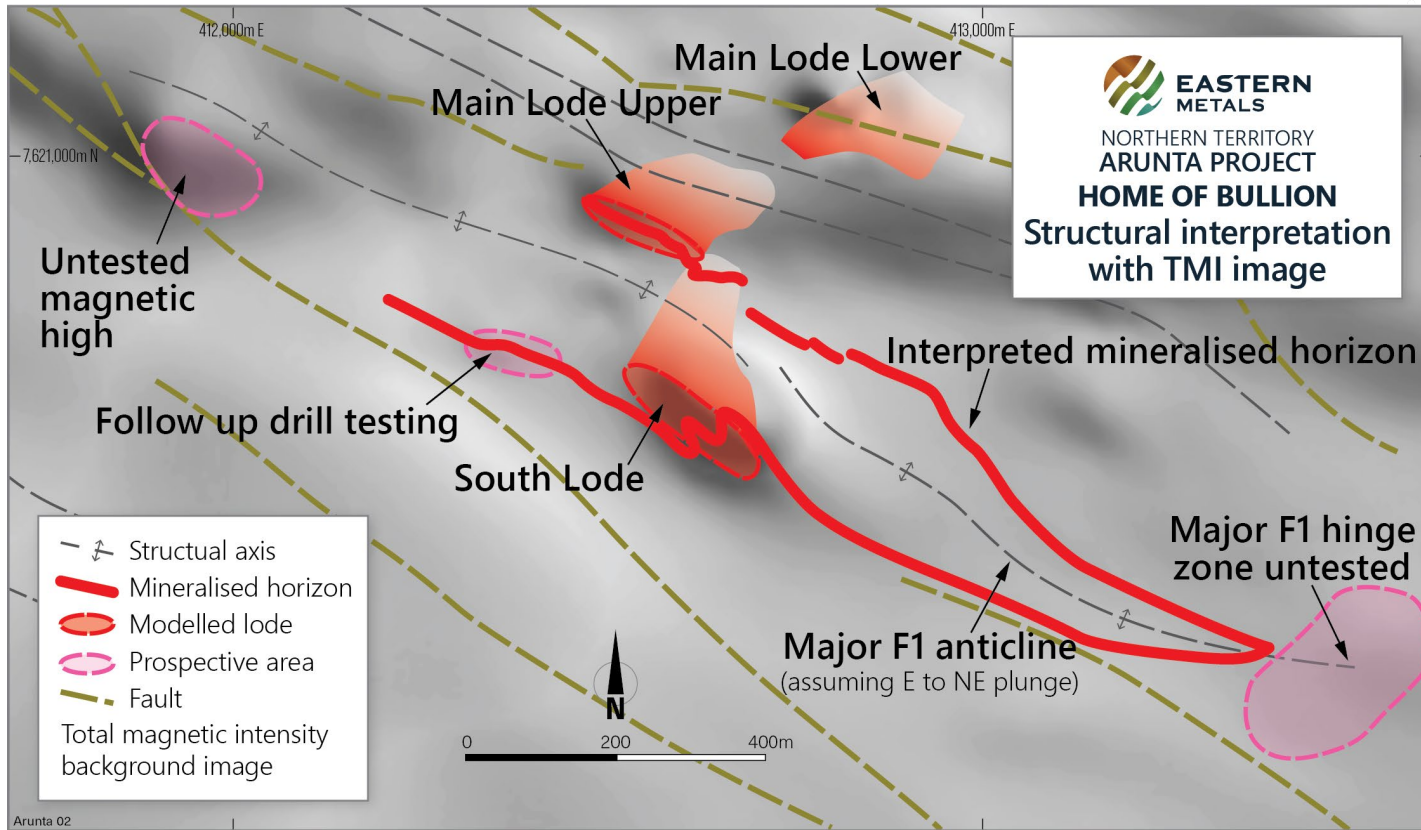 412,000m E
413,000m E
Main Lode Lower
Main Lode Upper
7,621,000m N
EASTERN
METALS
NORTHERN TERRITORY
ARUNTA PROJECT
HOME OF BULLION
Structural interpretation
with TMI image
Untested
magnetic
high
Interpreted mineralised horizon
Follow up drill testing
South Lode
Major F1 hinge
zone untested
Major F1 anticline
(assuming E to NE plunge)
Structual axis
Mineralised horizon
Modelled lode
Prospective area
Fault
Total magnetic intensity
background image
N
0 200 400m
Arunta 02